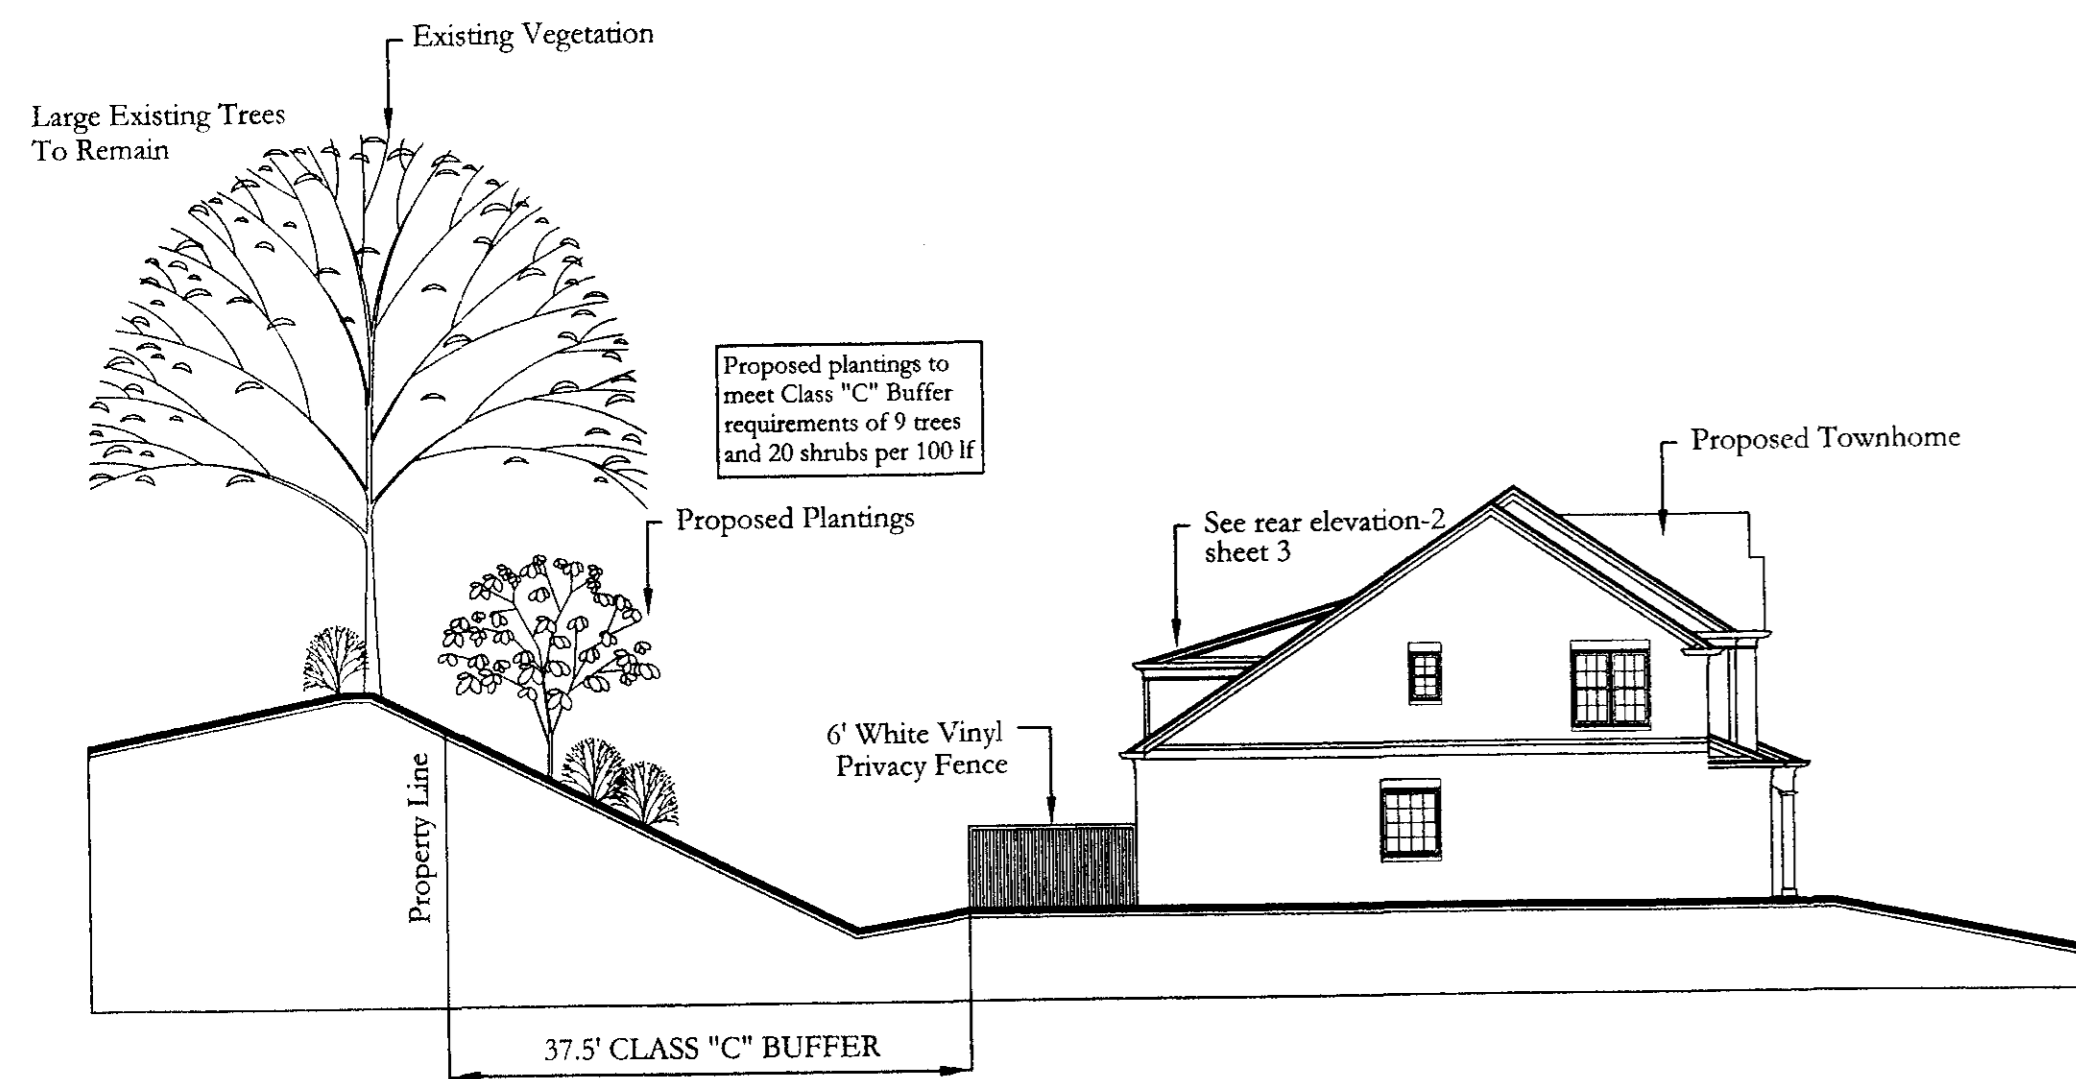 Existing Vegetation
Large Existing Trees
To Remain
Proposed plantings to
meet Class "C" Buffer
requirements of 9 trees
and 20 shrubs per 100 lf
Proposed Plantings
Proposed Townhome
See rear elevation-2
sheet 3
6' White Vinyl
Privacy Fence
Property Line
37.5' CLASS "C" BUFFER